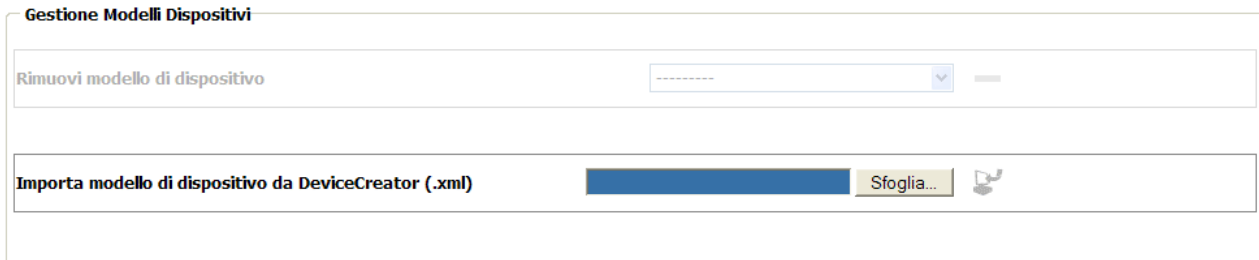 Gestione Modelli Dispositivi
Rimuovi modello di dispositivo ---------
Importa modello di dispositivo da DeviceCreator (.xml) Sfoglia...